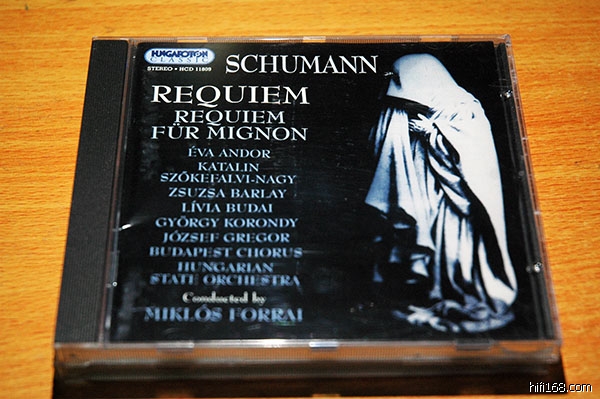 HUNGAROTON
CLASSIC
STEREO • HCD 11809
SCHUMANN
REQUIEM
REQUIEM
FÜR MIGNON
ÉVA ANDOR
KATALIN
SZŐKEFALVI-NAGY
ZSUZSA BARLAY
LÍVIA BUDAI
GYÖRGY KORONDY
JÓZSEF GREGOR
BUDAPEST CHORUS
HUNGARIAN
STATE ORCHESTRA
Conducted by
MIKLÓS FORRAI
hifi168.com